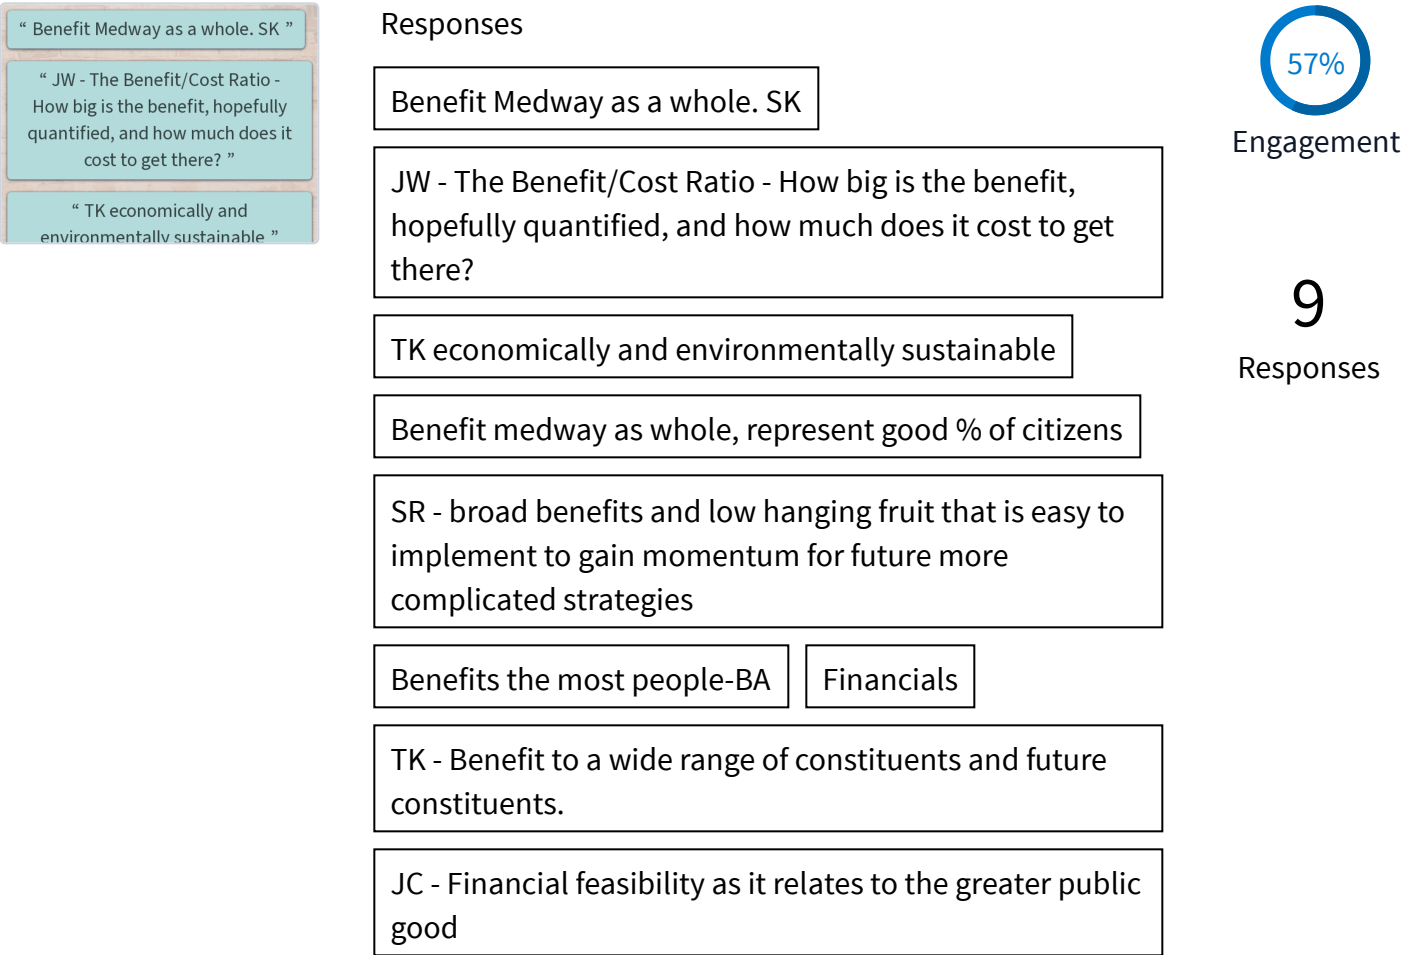 “ Benefit Medway as a whole. SK ”
“ JW - The Benefit/Cost Ratio -
How big is the benefit, hopefully
quantified, and how much does it
cost to get there? ”
“ TK economically and
environmentally sustainable ”
Responses
Benefit Medway as a whole. SK
JW - The Benefit/Cost Ratio - How big is the benefit,
hopefully quantified, and how much does it cost to get
there?
TK economically and environmentally sustainable
Benefit medway as whole, represent good % of citizens
SR - broad benefits and low hanging fruit that is easy to
implement to gain momentum for future more
complicated strategies
Benefits the most people-BA
Financials
TK - Benefit to a wide range of constituents and future
constituents.
JC - Financial feasibility as it relates to the greater public
good
57%
Engagement
9
Responses